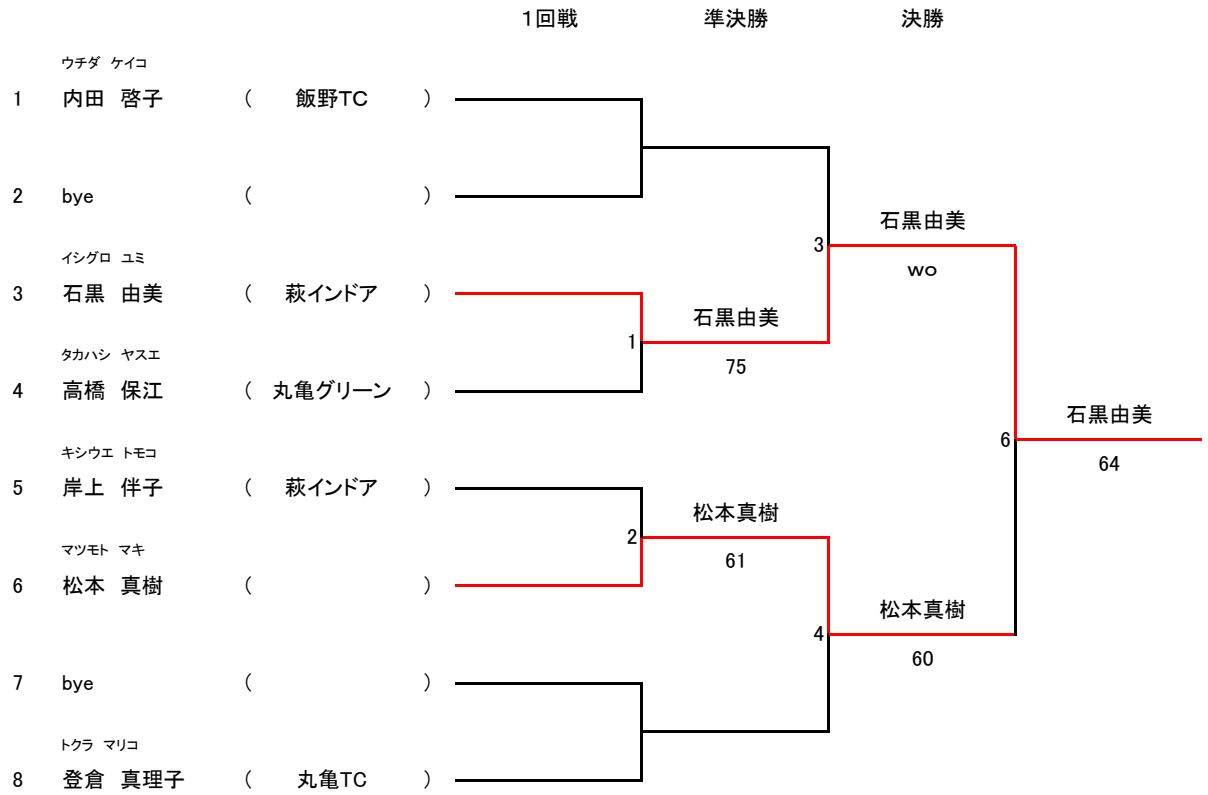 1回戦 準決勝 決勝
ウチダ ケイコ
1 内田 啓子 ( 飯野TC )
2 bye ( )
3 石黒由美
wo
イシグロ ユミ
3 石黒 由美 ( 萩インドア )
1 石黒由美
75
タカハシ ヤスエ
4 高橋 保江 ( 丸亀グリーン )
6 石黒由美
64
キシウエ トモコ
5 岸上 伴子 ( 萩インドア )
2 松本真樹
61
マツモト マキ
6 松本 真樹 ( )
4 松本真樹
60
7 bye ( )
トクラ マリコ
8 登倉 真理子 ( 丸亀TC )